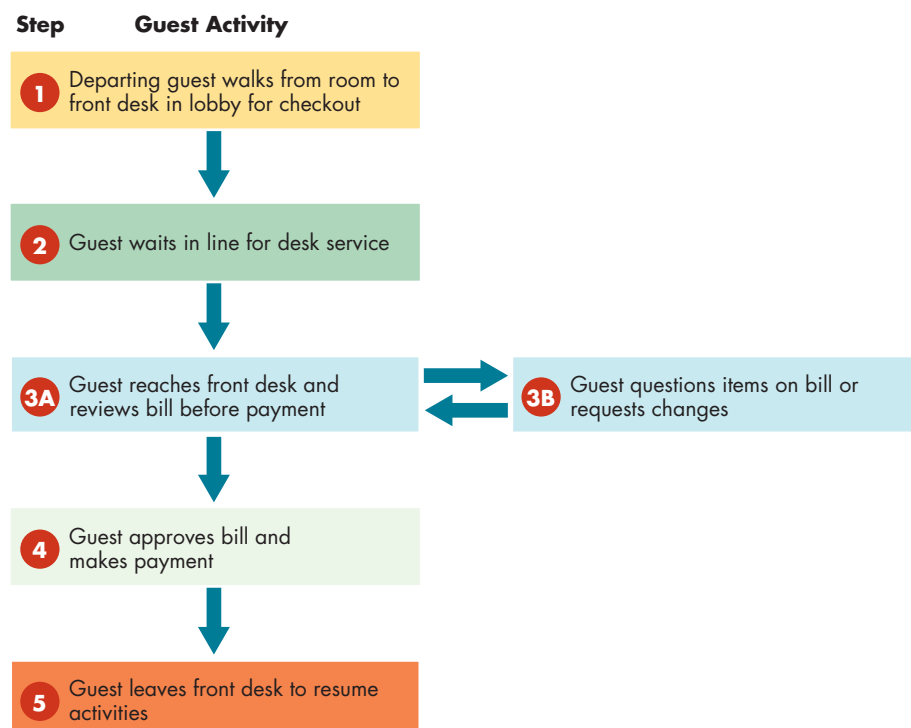 Step Guest Activity
1 Departing guest walks from room to
front desk in lobby for checkout
2 Guest waits in line for desk service
3A Guest reaches front desk and
reviews bill before payment
3B Guest questions items on bill or
requests changes
4 Guest approves bill and
makes payment
5 Guest leaves front desk to resume
activities